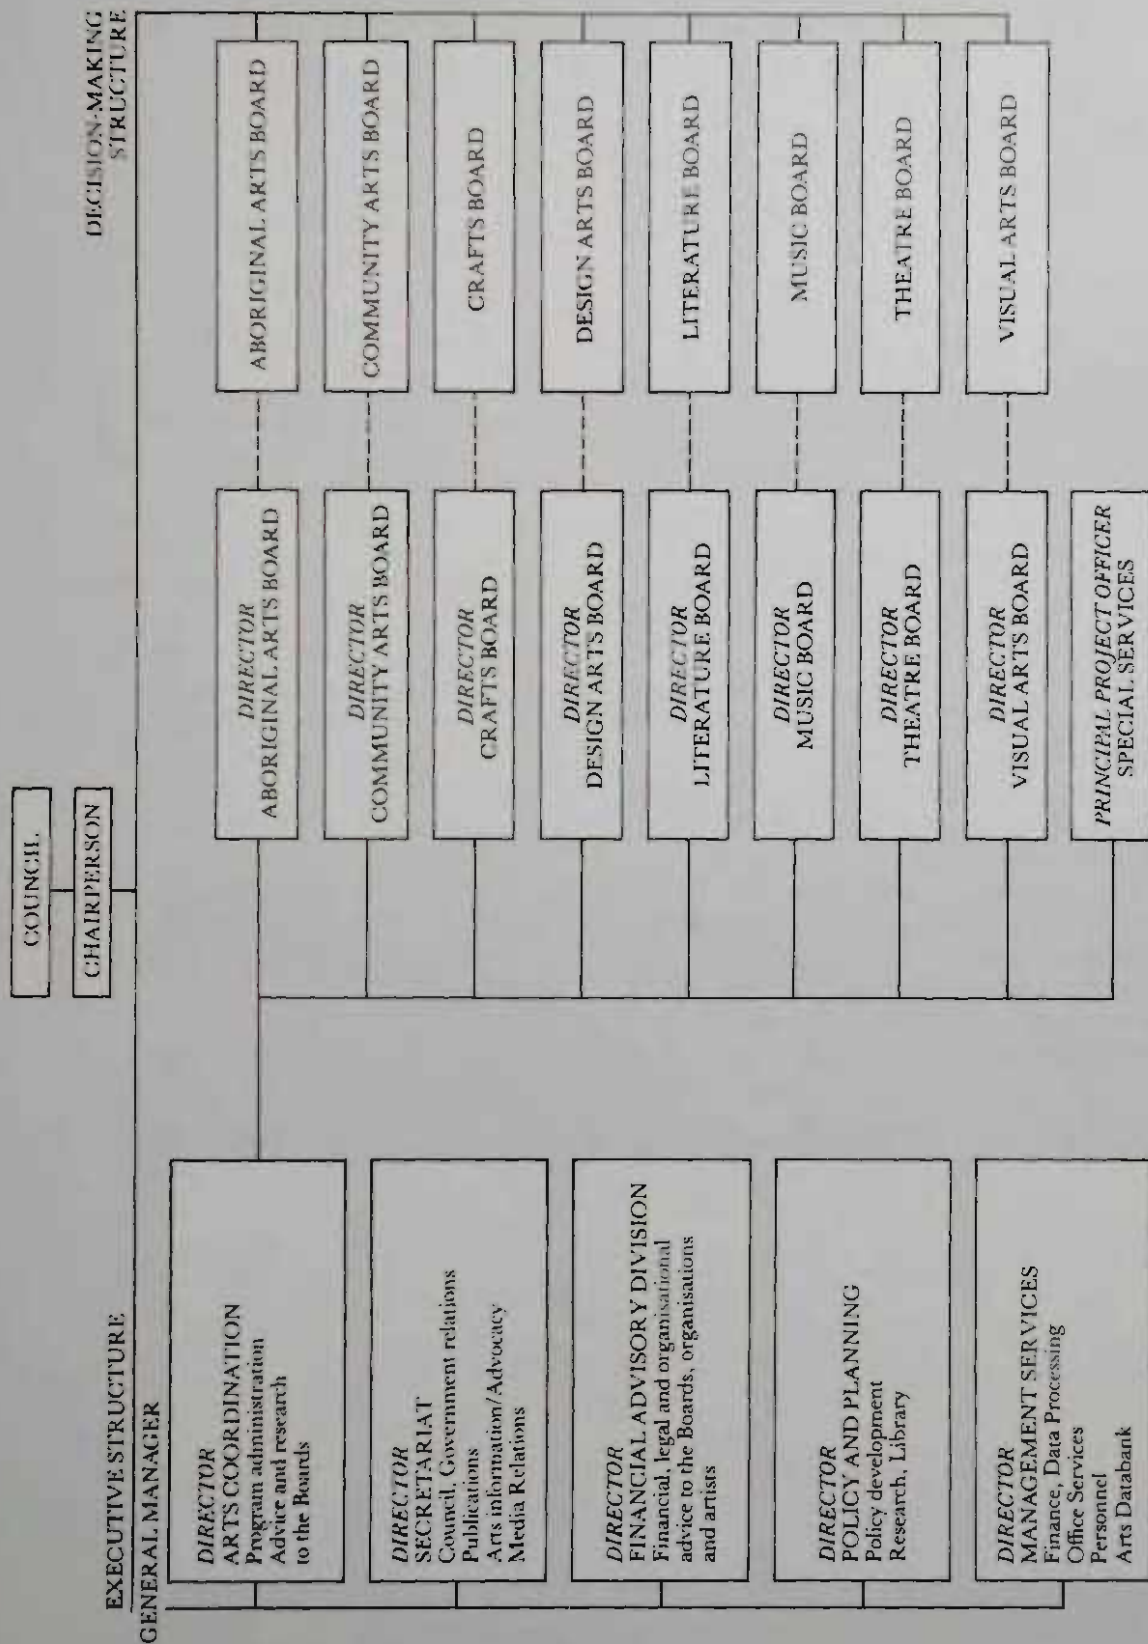 COUNCIL
CHAIRPERSON
EXECUTIVE STRUCTURE
GENERAL MANAGER
DECISION-MAKING
STRUCTURE
DIRECTOR
ARTS COORDINATION
Program administration
Advice and research
to the Boards
DIRECTOR
SECRETARIAT
Council, Government relations
Publications
Arts information/Advocacy
Media Relations
DIRECTOR
FINANCIAL ADVISORY DIVISION
Financial, legal and organisational
advice to the Boards, organisations
and artists
DIRECTOR
POLICY AND PLANNING
Policy development
Research, Library
DIRECTOR
MANAGEMENT SERVICES
Finance, Data Processing
Office Services
Personnel
Arts Databank
DIRECTOR
ABORIGINAL ARTS BOARD
DIRECTOR
COMMUNITY ARTS BOARD
DIRECTOR
CRAFTS BOARD
DIRECTOR
DESIGN ARTS BOARD
DIRECTOR
LITERATURE BOARD
DIRECTOR
MUSIC BOARD
DIRECTOR
THEATRE BOARD
DIRECTOR
VISUAL ARTS BOARD
PRINCIPAL PROJECT OFFICER
SPECIAL SERVICES
ABORIGINAL ARTS BOARD
COMMUNITY ARTS BOARD
CRAFTS BOARD
DESIGN ARTS BOARD
LITERATURE BOARD
MUSIC BOARD
THEATRE BOARD
VISUAL ARTS BOARD